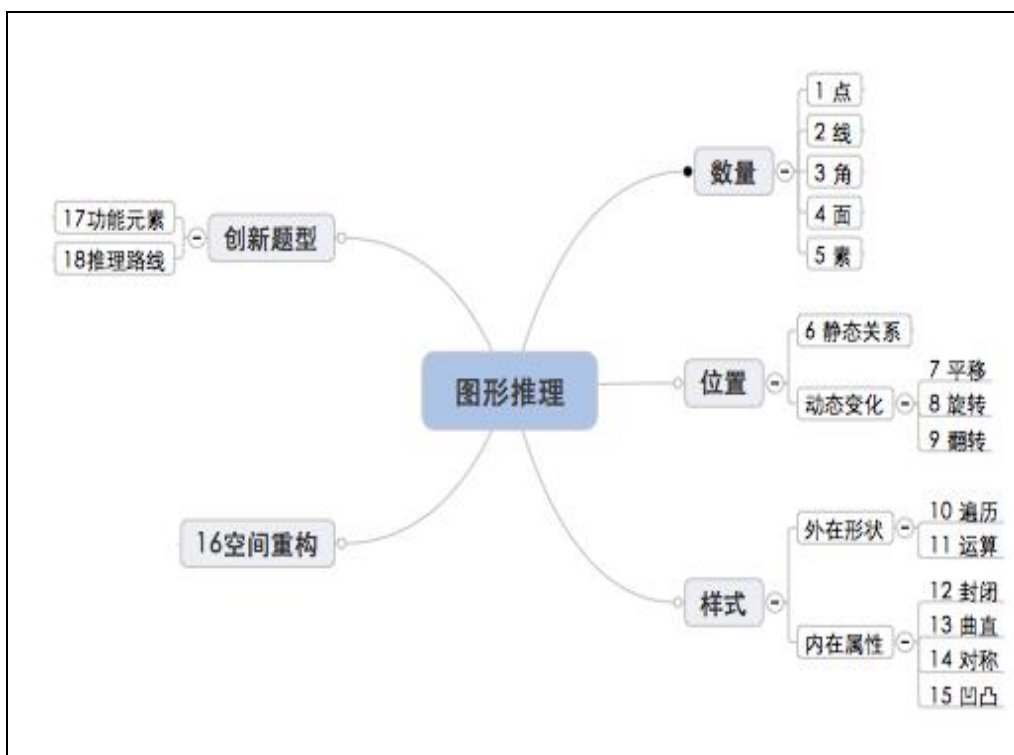 图形推理
数量
1 点
2 线
3 角
4 面
5 素
位置
6 静态关系
动态变化
7 平移
8 旋转
9 翻转
样式
外在形状
10 遍历
11 运算
内在属性
12 封闭
13 曲直
14 对称
15 凹凸
16空间重构
创新题型
17功能元素
18推理路线